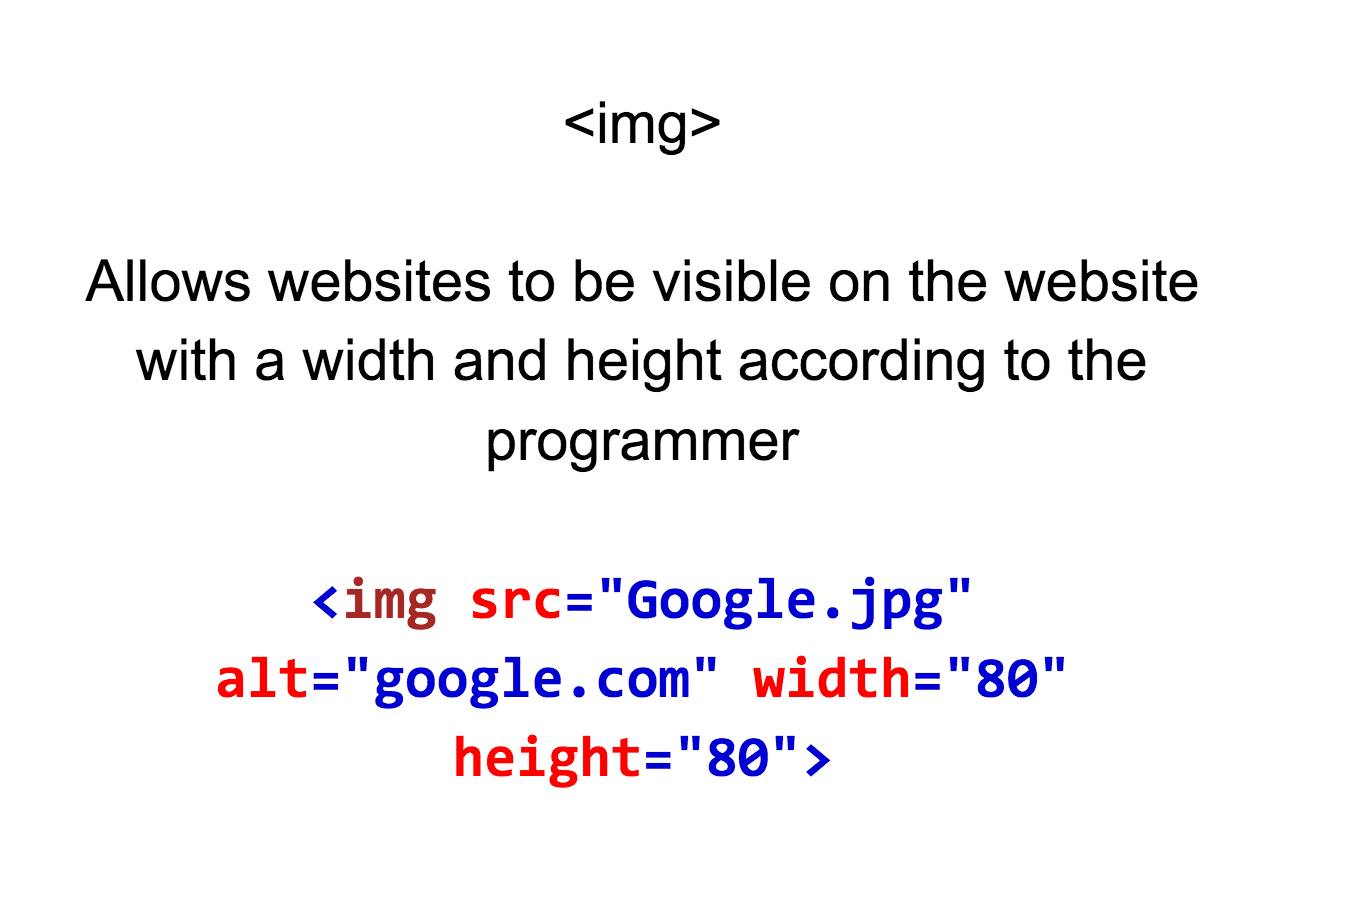 <img>
Allows websites to be visible on the website
with a width and height according to the
programmer
<img src="Google.jpg"
alt="google.com" width="80"
height="80">